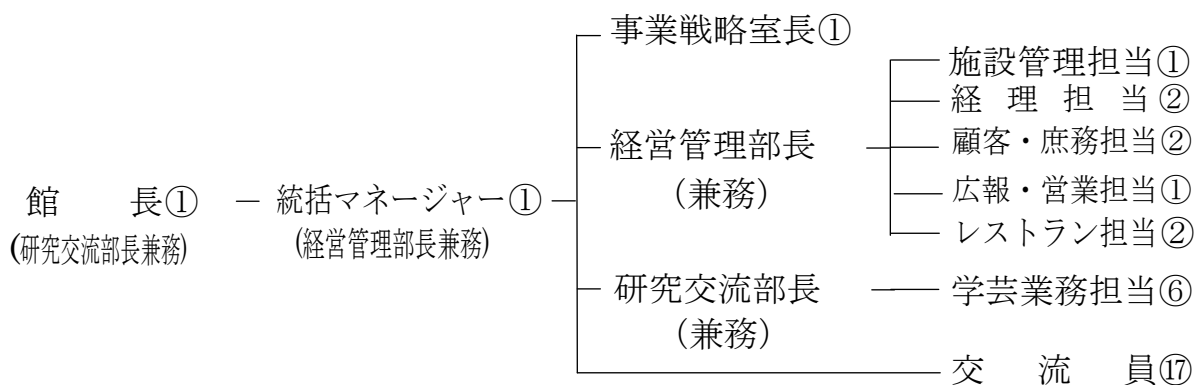 事業戦略室長①
施設管理担当①
経理担当②
経営管理部長
(兼務)
顧客・庶務担当②
館長①
(研究交流部長兼務)
統括マネージャー①
(経営管理部長兼務)
広報・営業担当①
レストラン担当②
研究交流部長
(兼務)
学芸業務担当⑥
交流員⑰